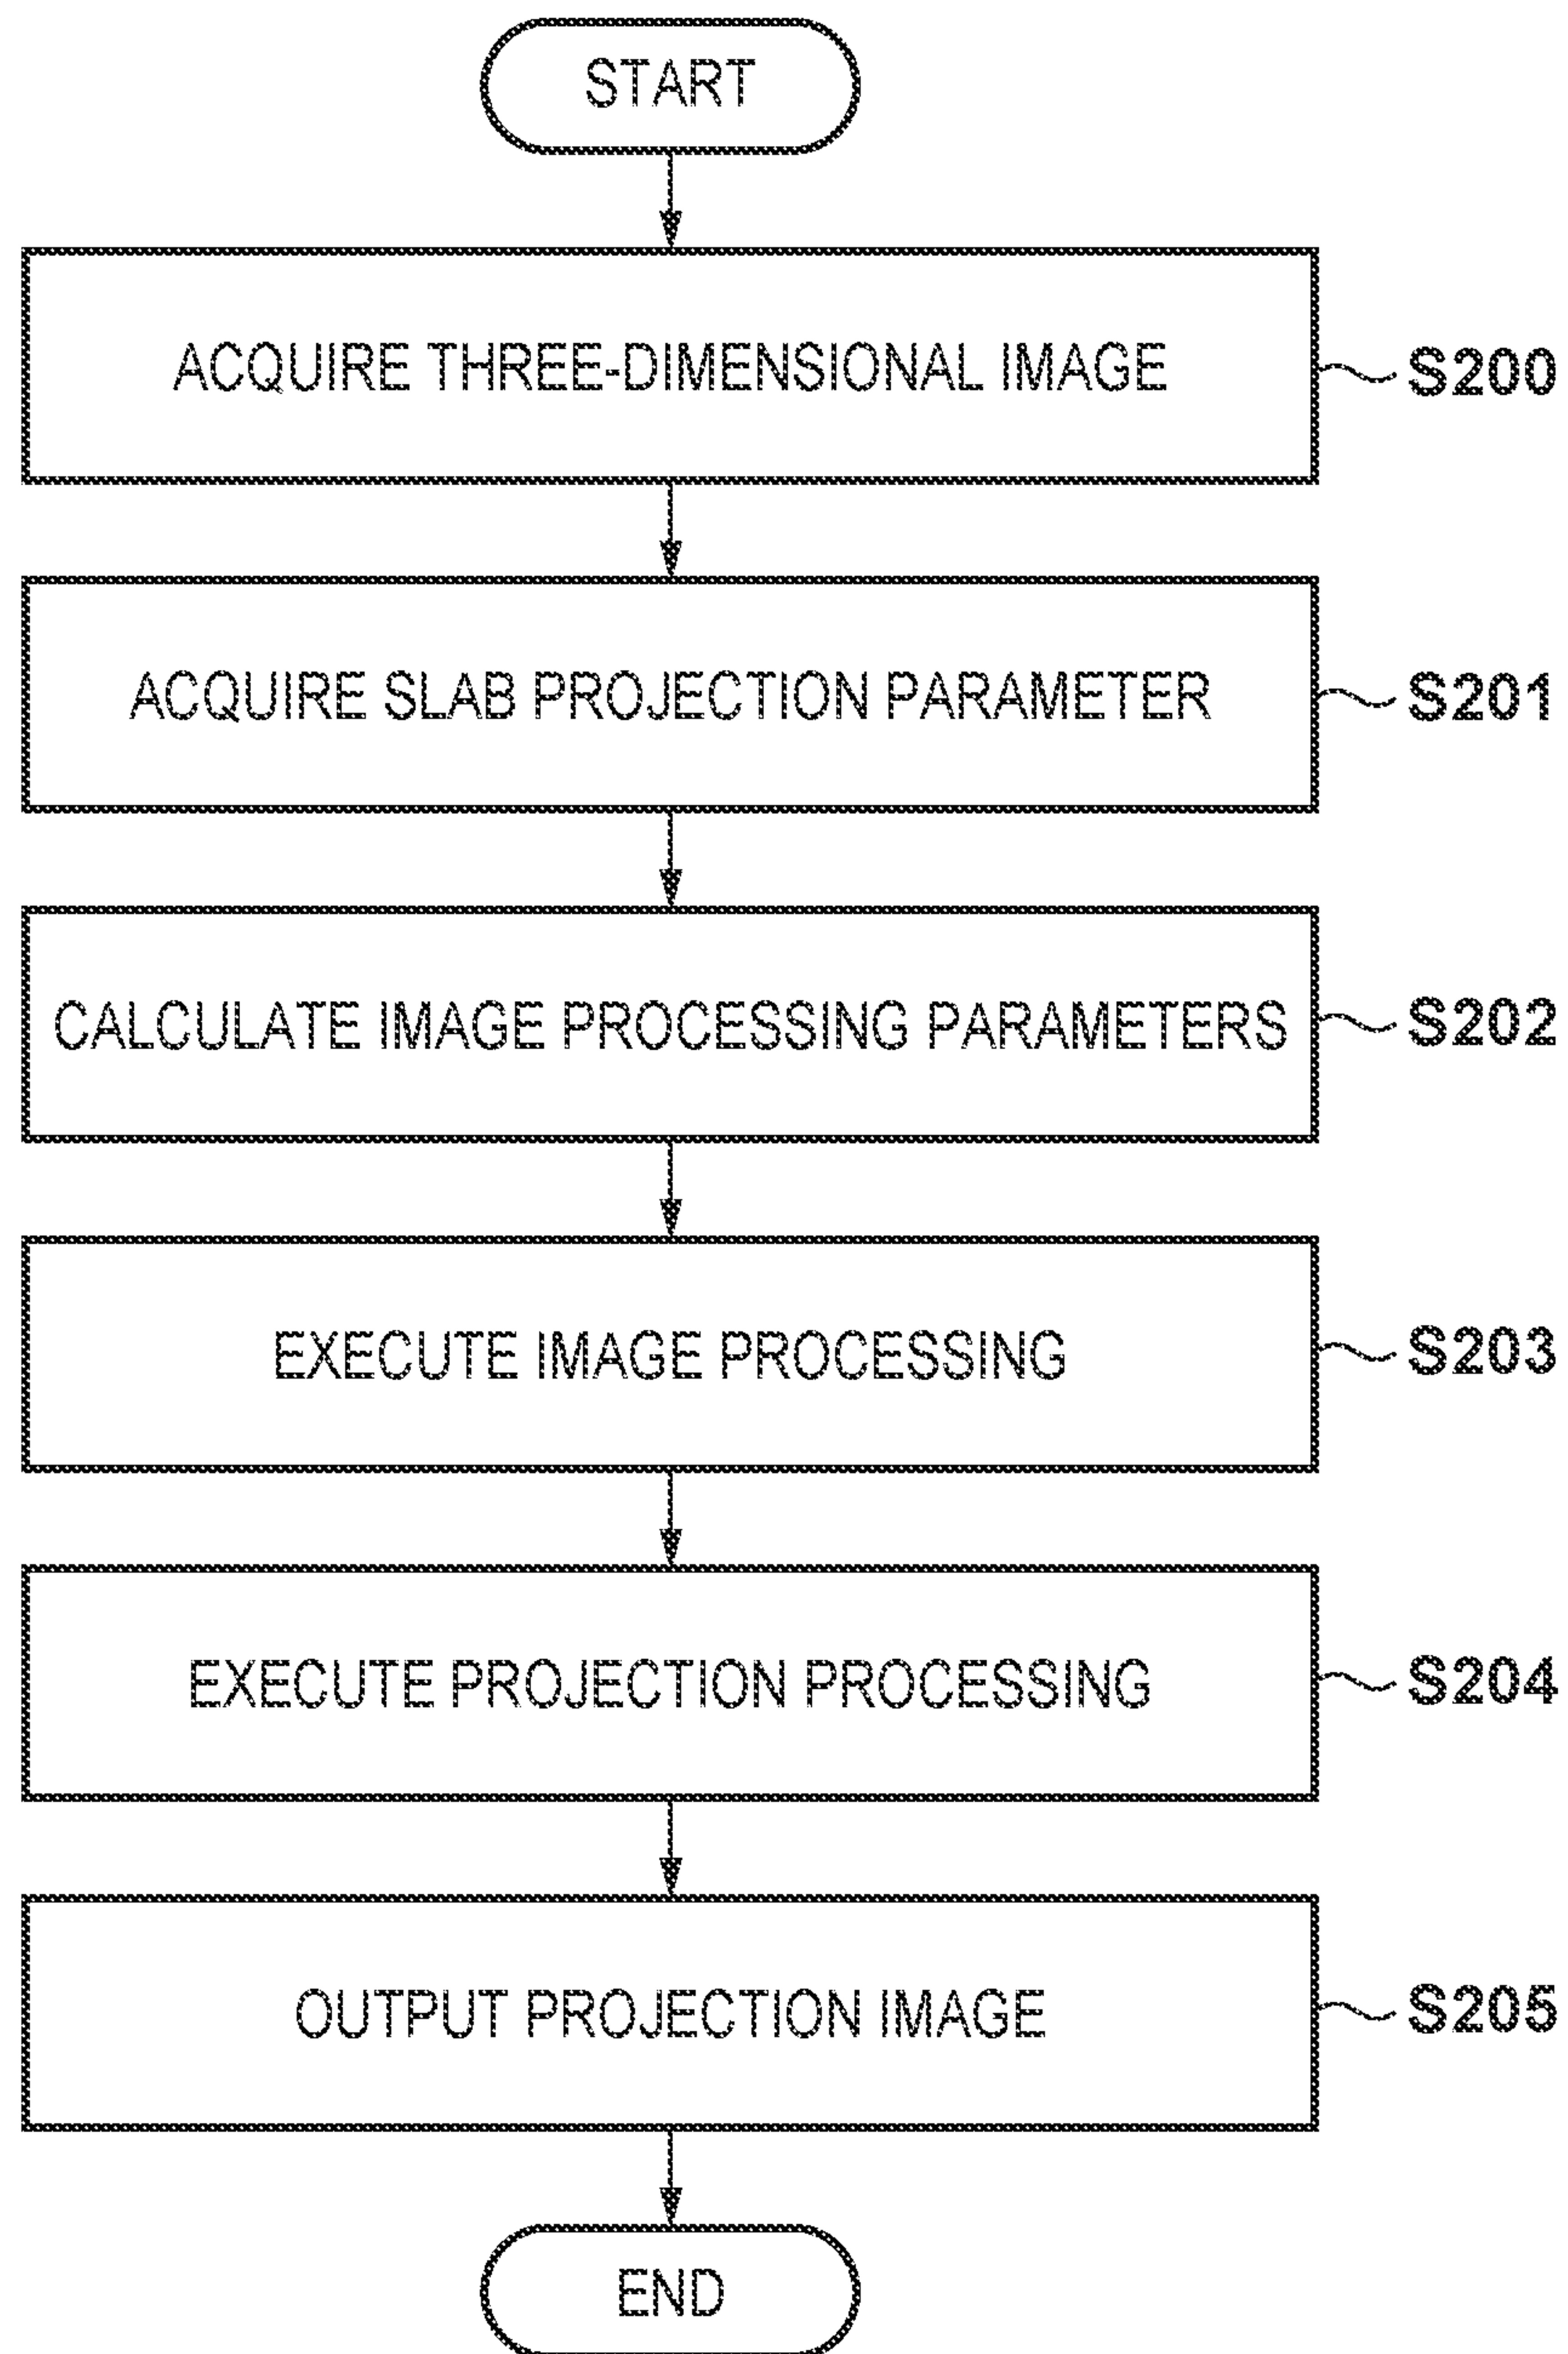 START
ACQUIRE THREE-DIMENSIONAL IMAGE
S200
ACQUIRE SLAB PROJECTION PARAMETER
S201
CALCULATE IMAGE PROCESSING PARAMETERS
S202
EXECUTE IMAGE PROCESSING
S203
EXECUTE PROJECTION PROCESSING
S204
OUTPUT PROJECTION IMAGE
S205
END